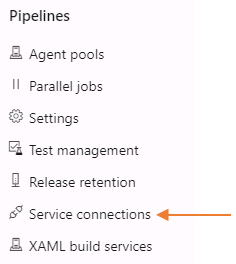 Pipelines
Agent pools
Parallel jobs
Settings
Test management
Release retention
Service connections
XAML build services